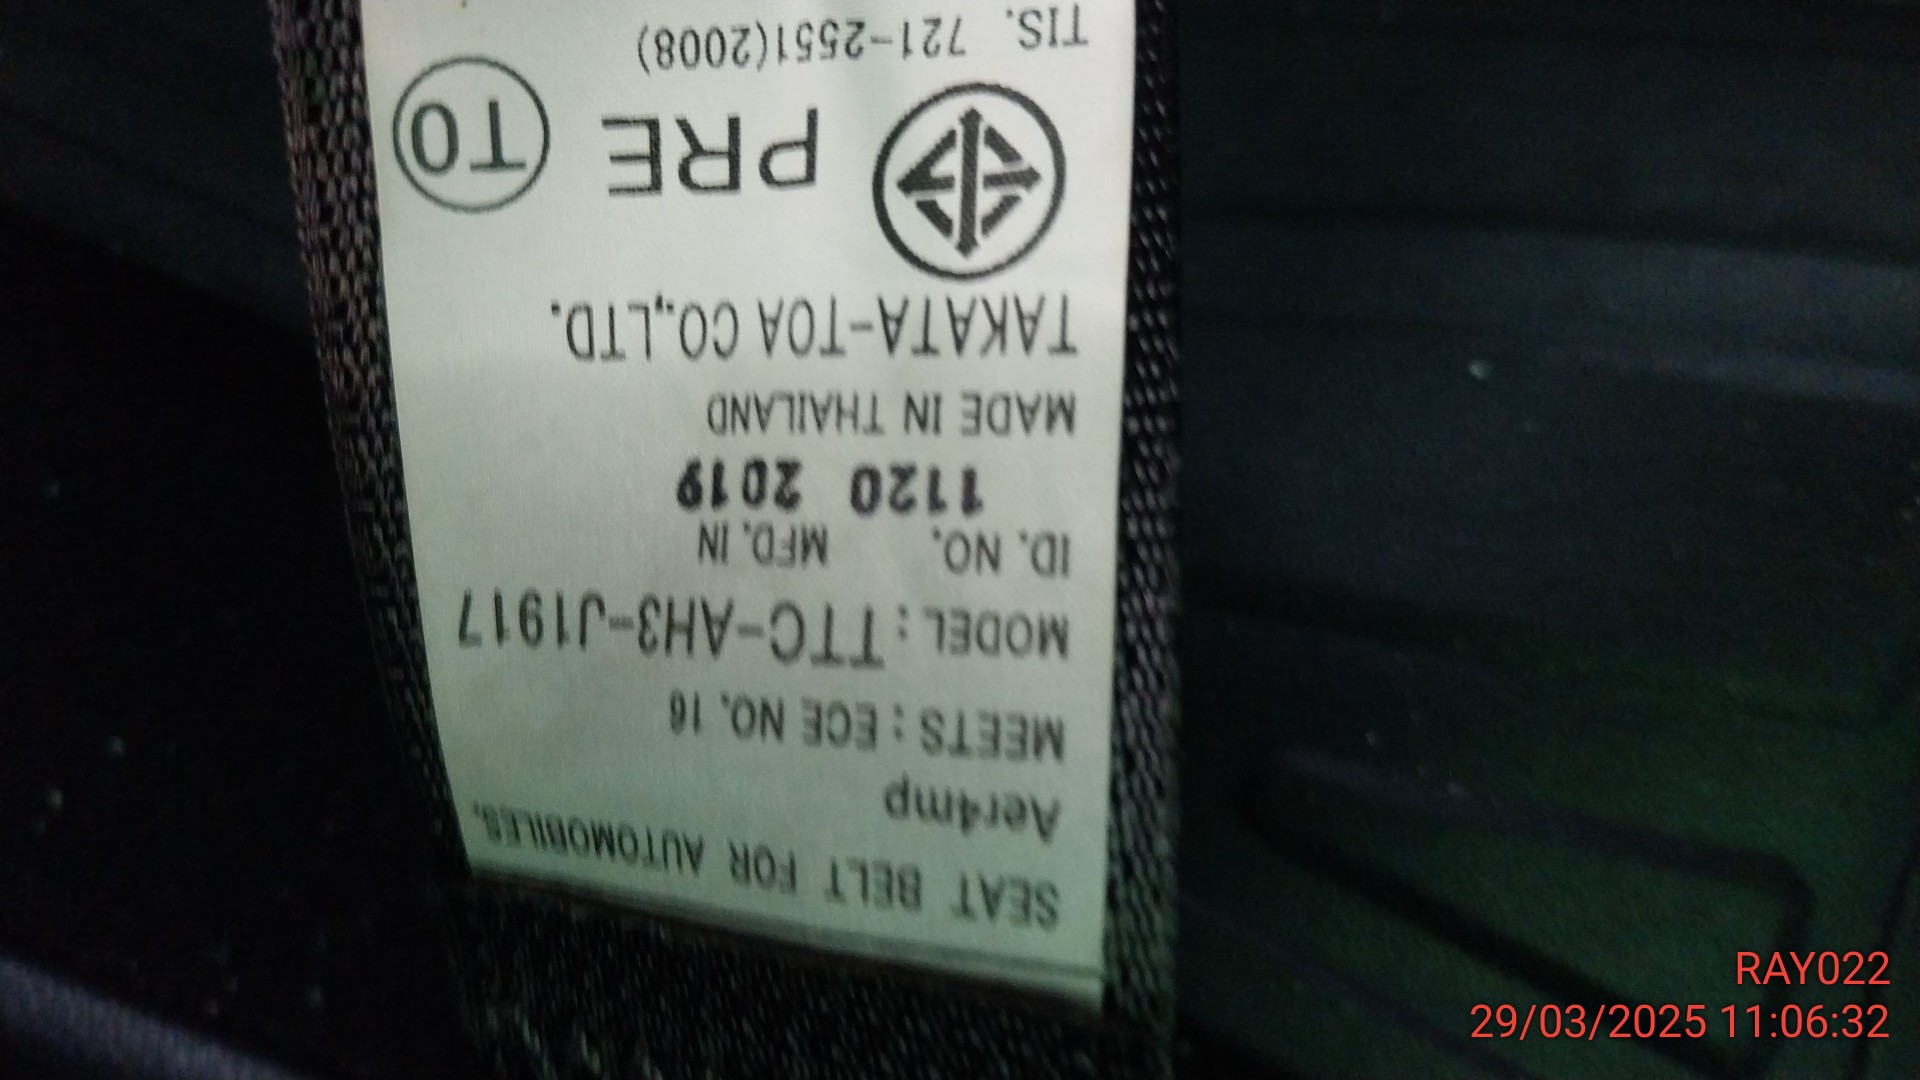 SEAT BELT FOR AUTOMOBILES.
Aer4mp
MEETS : ECE NO. 16
MODEL : TTC-AH3-J1917
ID. NO. MFD. IN
1120 2019
MADE IN THAILAND
TAKATA-TOA CO.,LTD.
PRE TO
TIS. 721-2551(2008)
RAY022
29/03/2025 11:06:32